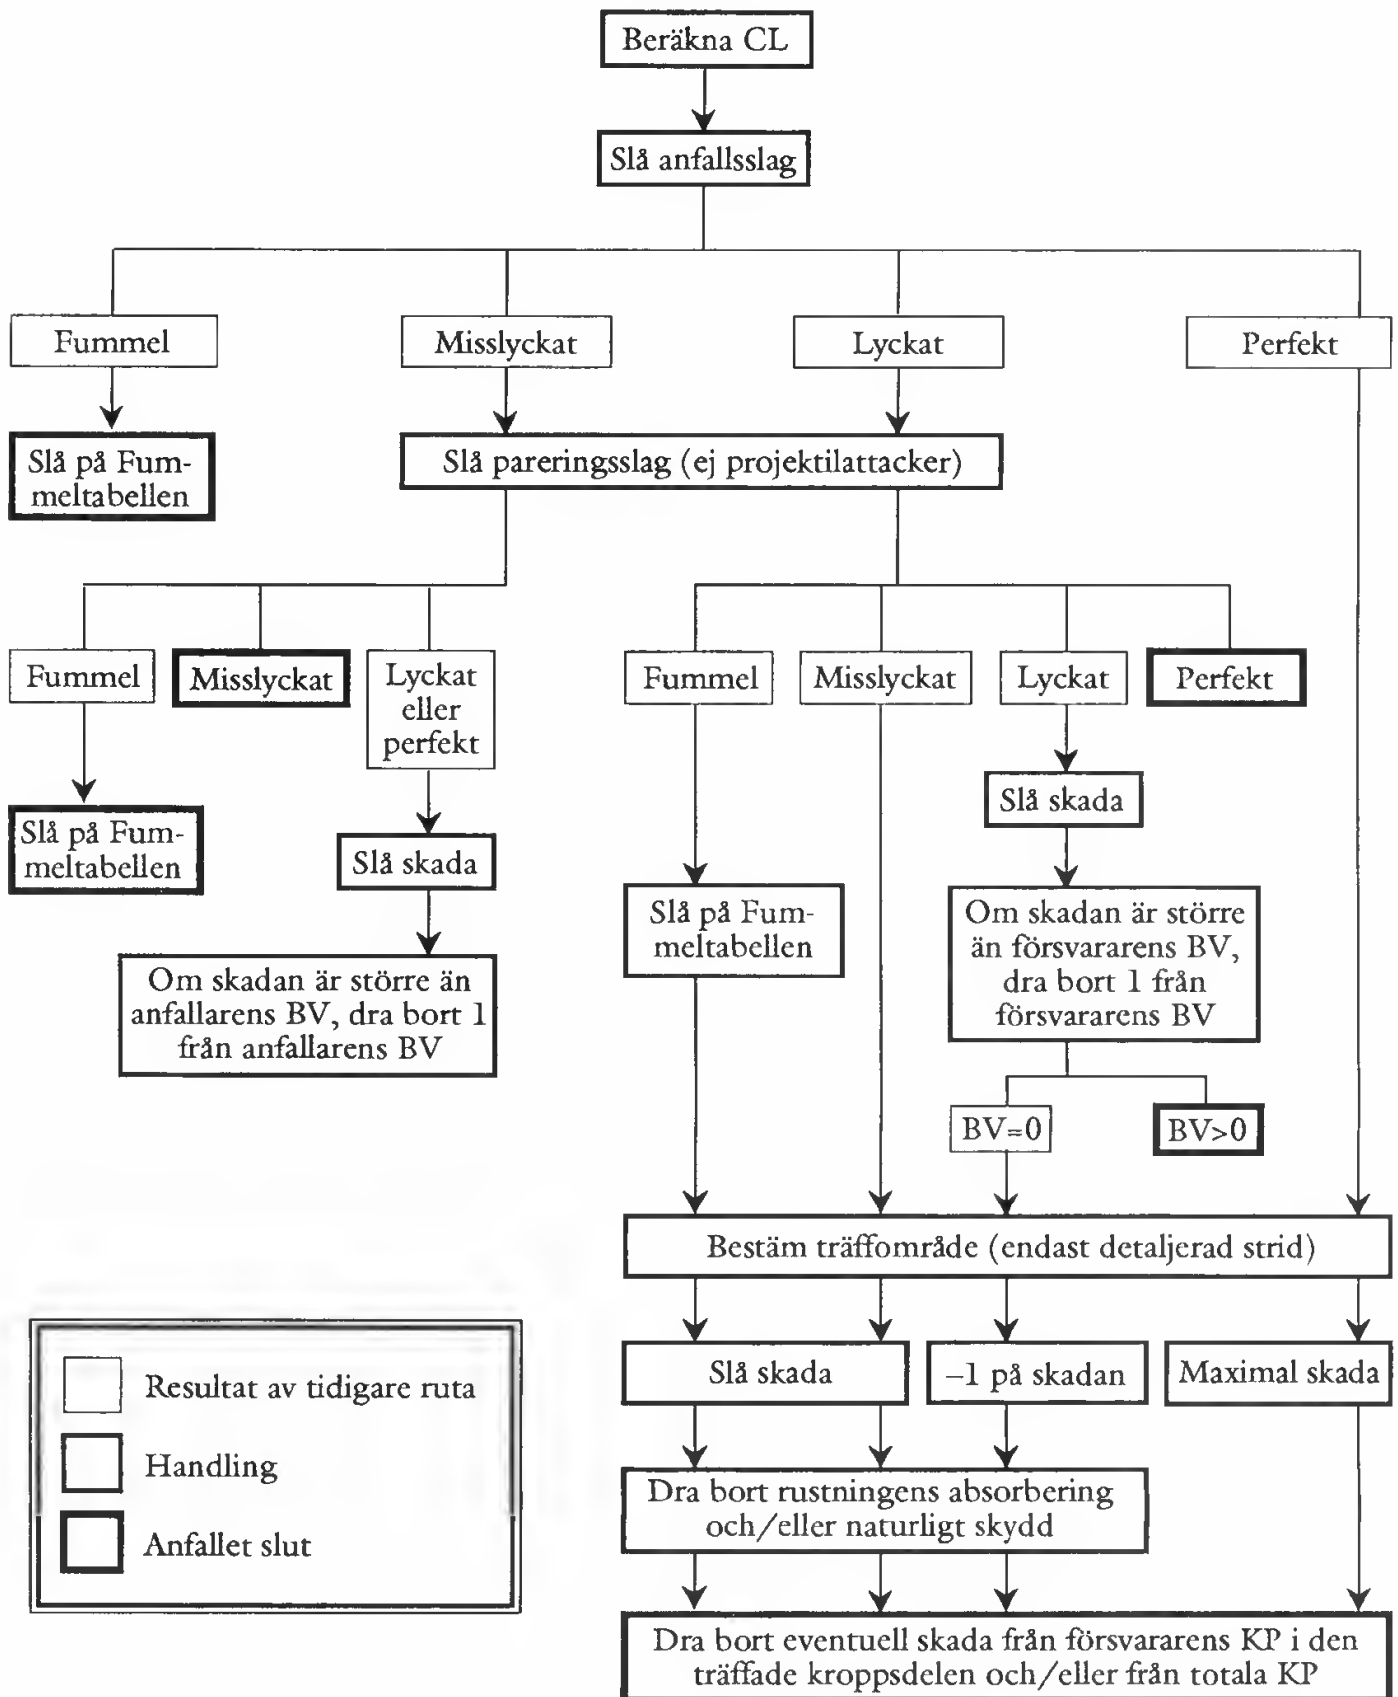 Beräkna CL
Slå anfallsslag
Fummel
Misslyckat
Lyckat
Perfekt
Slå på Fum-
meltabellen
Slå pareringsslag (ej projektilattacker)
Fummel
Misslyckat
Lyckat
eller
perfekt
Fummel
Misslyckat
Lyckat
Perfekt
Slå på Fum-
meltabellen
Slå skada
Om skadan är större än
anfallarens BV, dra bort 1
från anfallarens BV
Slå på Fum-
meltabellen
Slå skada
Om skadan är större
än försvararens BV,
dra bort 1 från
försvararens BV
BV=0
BV>0
Bestäm träffområde (endast detaljerad strid)
Slå skada
–1 på skadan
Maximal skada
Dra bort rustningens absorbering
och/eller naturligt skydd
Dra bort eventuell skada från försvararens KP i den
träffade kroppsdelen och/eller från totala KP
Resultat av tidigare ruta
Handling
Anfallet slut